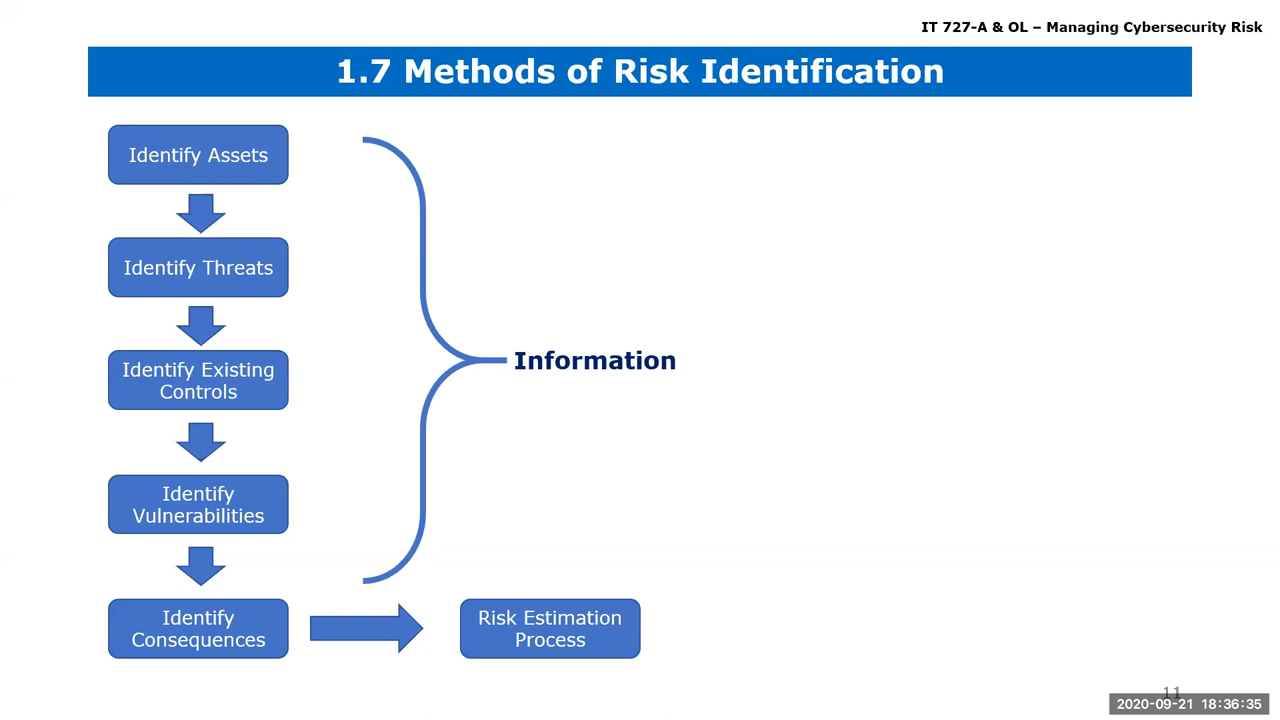 IT 727-A & OL – Managing Cybersecurity Risk
1.7 Methods of Risk Identification
Identify Assets
Identify Threats
Identify Existing
Controls
Identify
Vulnerabilities
Identify
Consequences
Information
Risk Estimation
Process
11
2020-09-21 18:36:35